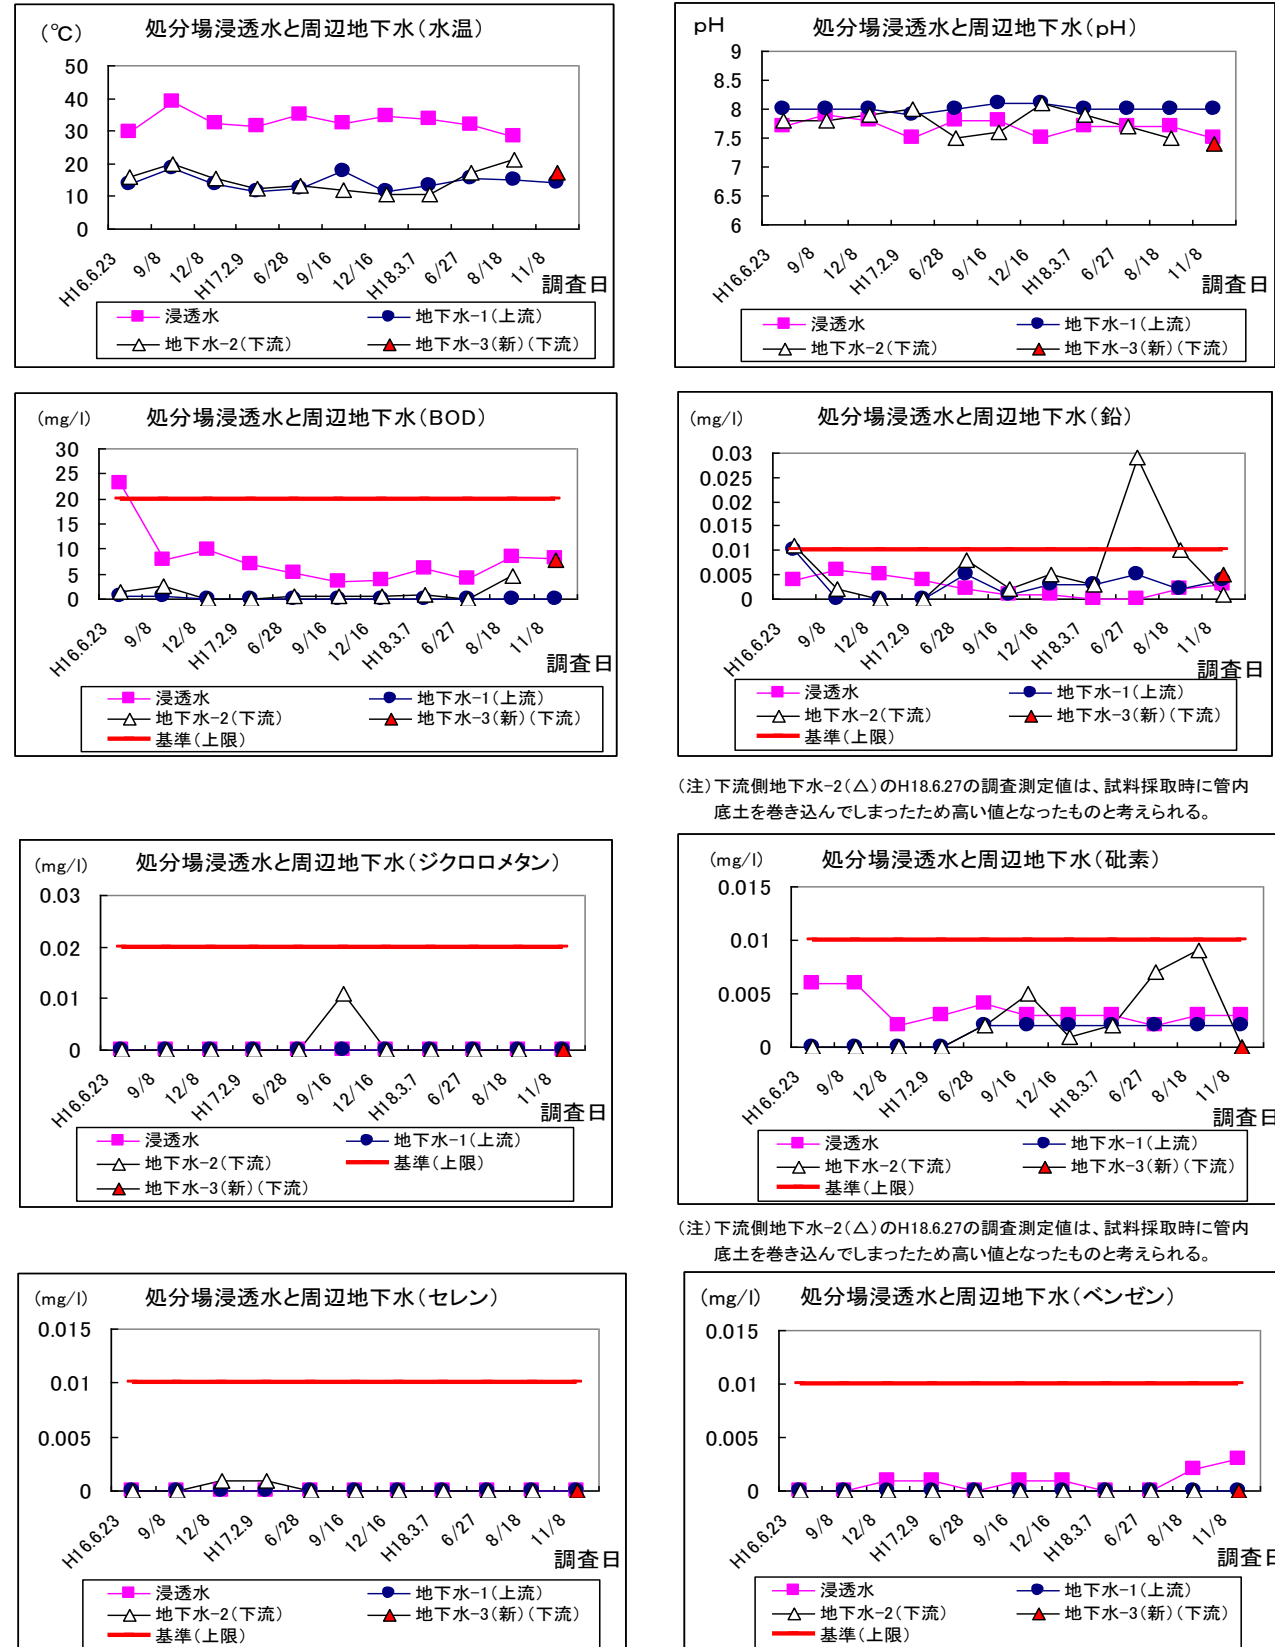 (℃) 処分場浸透水と周辺地下水(水温)
50
40
30
20
10
0
H16.6.23 9/8 12/8 H17.2.9 6/28 9/16 12/16 H18.3.7 6/27 8/18 11/8
調査日
浸透水 地下水-1(上流)
地下水-2(下流) 地下水-3(新)(下流)
pH 処分場浸透水と周辺地下水(pH)
9
8.5
8
7.5
7
6.5
6
H16.6.23 9/8 12/8 H17.2.9 6/28 9/16 12/16 H18.3.7 6/27 8/18 11/8
調査日
浸透水 地下水-1(上流)
地下水-2(下流) 地下水-3(新)(下流)
(mg/l) 処分場浸透水と周辺地下水(BOD)
30
25
20
15
10
5
0
H16.6.23 9/8 12/8 H17.2.9 6/28 9/16 12/16 H18.3.7 6/27 8/18 11/8
調査日
浸透水 地下水-1(上流)
地下水-2(下流) 地下水-3(新)(下流)
基準(上限)
(mg/l) 処分場浸透水と周辺地下水(鉛)
0.03
0.025
0.02
0.015
0.01
0.005
0
H16.6.23 9/8 12/8 H17.2.9 6/28 9/16 12/16 H18.3.7 6/27 8/18 11/8
調査日
浸透水 地下水-1(上流)
地下水-2(下流) 地下水-3(新)(下流)
基準(上限)
(注)下流側地下水-2(△)のH18.6.27の調査測定値は、試料採取時に管内
底土を巻き込んでしまったため高い値となったものと考えられる。
(mg/l) 処分場浸透水と周辺地下水(ジクロロメタン)
0.03
0.02
0.01
0
H16.6.23 9/8 12/8 H17.2.9 6/28 9/16 12/16 H18.3.7 6/27 8/18 11/8
調査日
浸透水 地下水-1(上流)
地下水-2(下流) 基準(上限)
地下水-3(新)(下流)
(mg/l) 処分場浸透水と周辺地下水(砒素)
0.015
0.01
0.005
0
H16.6.23 9/8 12/8 H17.2.9 6/28 9/16 12/16 H18.3.7 6/27 8/18 11/8
調査日
浸透水 地下水-1(上流)
地下水-2(下流) 地下水-3(新)(下流)
基準(上限)
(注)下流側地下水-2(△)のH18.6.27の調査測定値は、試料採取時に管内
底土を巻き込んでしまったため高い値となったものと考えられる。
(mg/l) 処分場浸透水と周辺地下水(セレン)
0.015
0.01
0.005
0
H16.6.23 9/8 12/8 H17.2.9 6/28 9/16 12/16 H18.3.7 6/27 8/18 11/8
調査日
浸透水 地下水-1(上流)
地下水-2(下流) 地下水-3(新)(下流)
基準(上限)
(mg/l) 処分場浸透水と周辺地下水(ベンゼン)
0.015
0.01
0.005
0
H16.6.23 9/8 12/8 H17.2.9 6/28 9/16 12/16 H18.3.7 6/27 8/18 11/8
調査日
浸透水 地下水-1(上流)
地下水-2(下流) 地下水-3(新)(下流)
基準(上限)